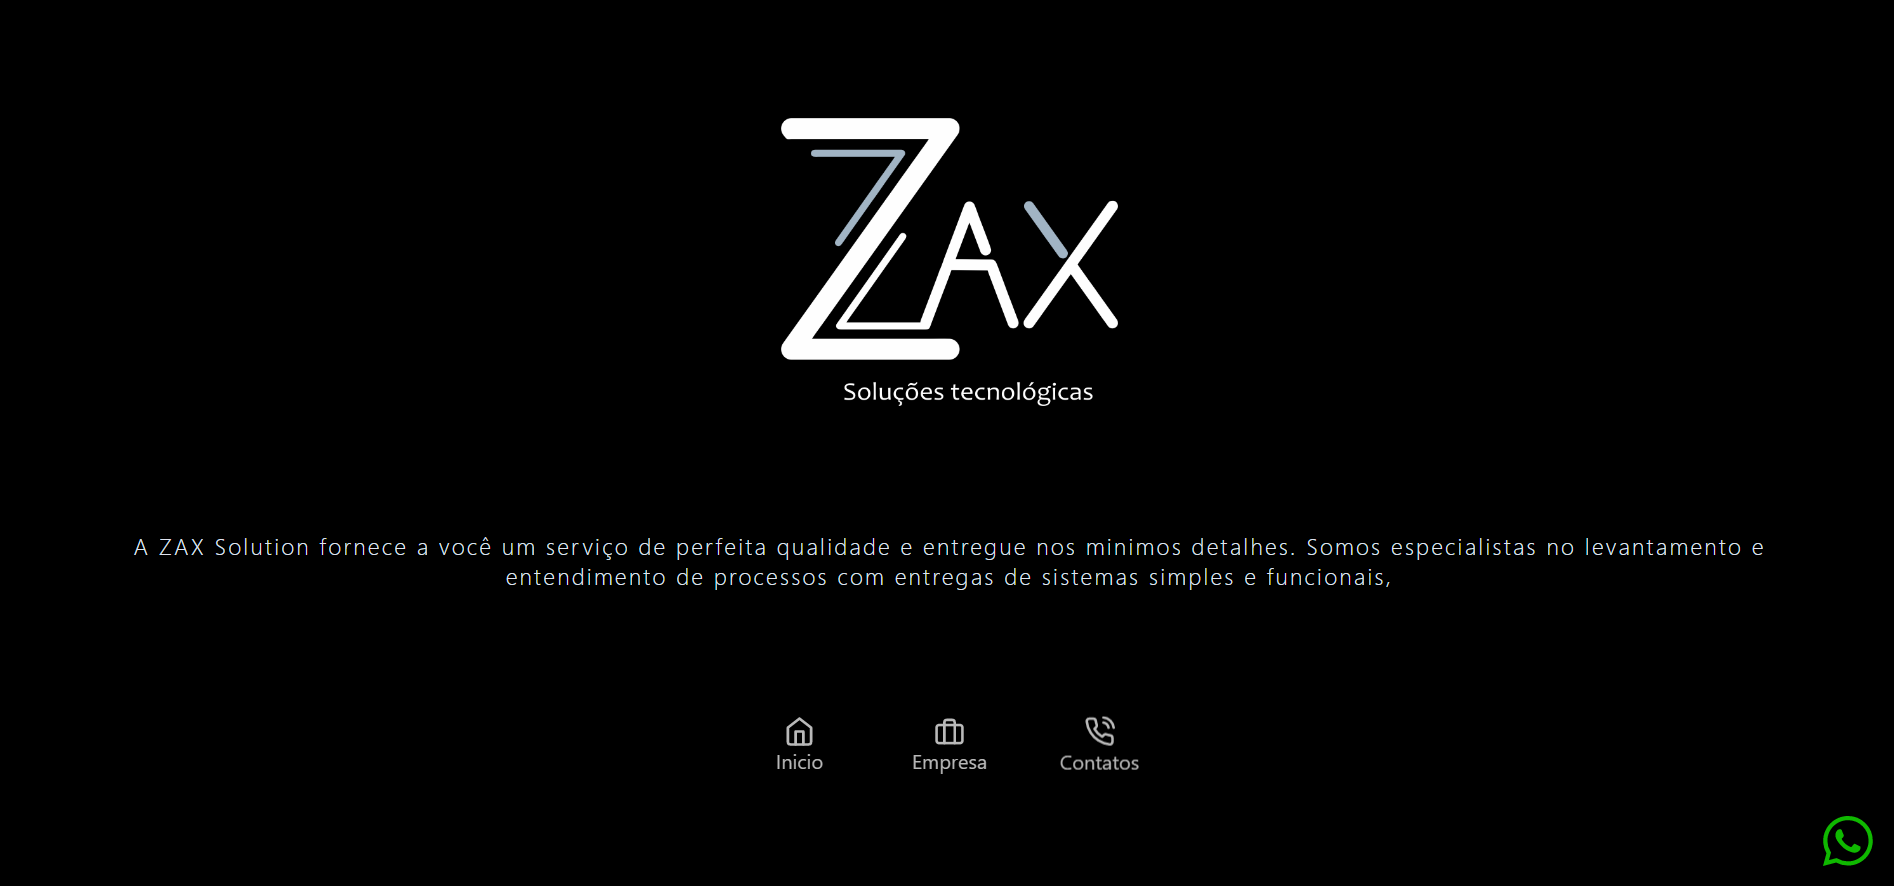 ZAX
Soluções tecnológicas
A ZAX Solution fornece a você um serviço de perfeita qualidade e entregue nos minimos detalhes. Somos especialistas no levantamento e
entendimento de processos com entregas de sistemas simples e funcionais,
Inicio Empresa Contatos